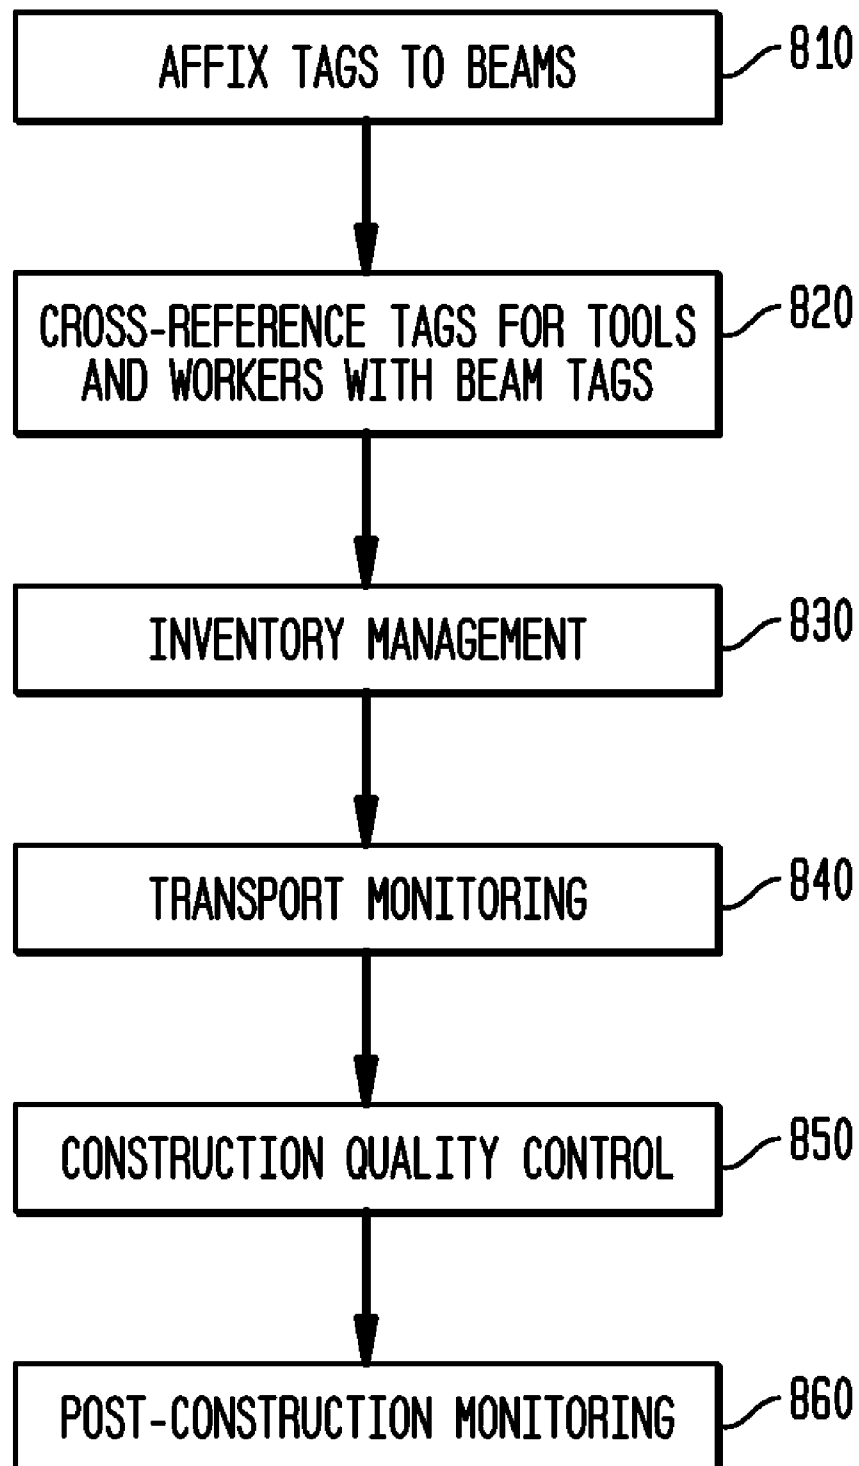 AFFIX TAGS TO BEAMS
810
CROSS-REFERENCE TAGS FOR TOOLS
AND WORKERS WITH BEAM TAGS
820
INVENTORY MANAGEMENT
830
TRANSPORT MONITORING
840
CONSTRUCTION QUALITY CONTROL
850
POST-CONSTRUCTION MONITORING
860